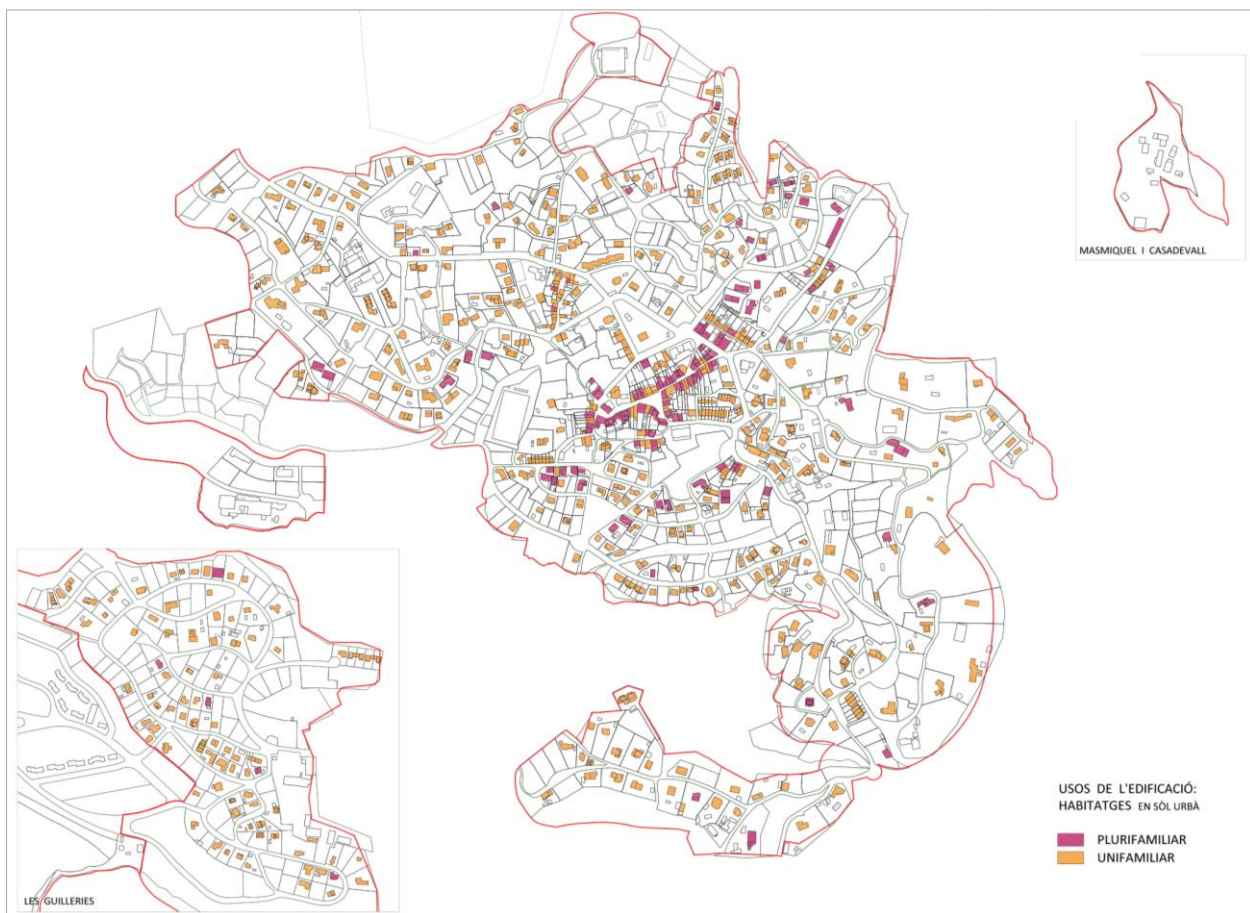 MASMIQUEL I CASADEVALL
USOS DE L'EDIFICACIÓ:
HABITATGES EN SÒL URBÀ
PLURIFAMILIAR
UNIFAMILIAR
LES GUILLERIES